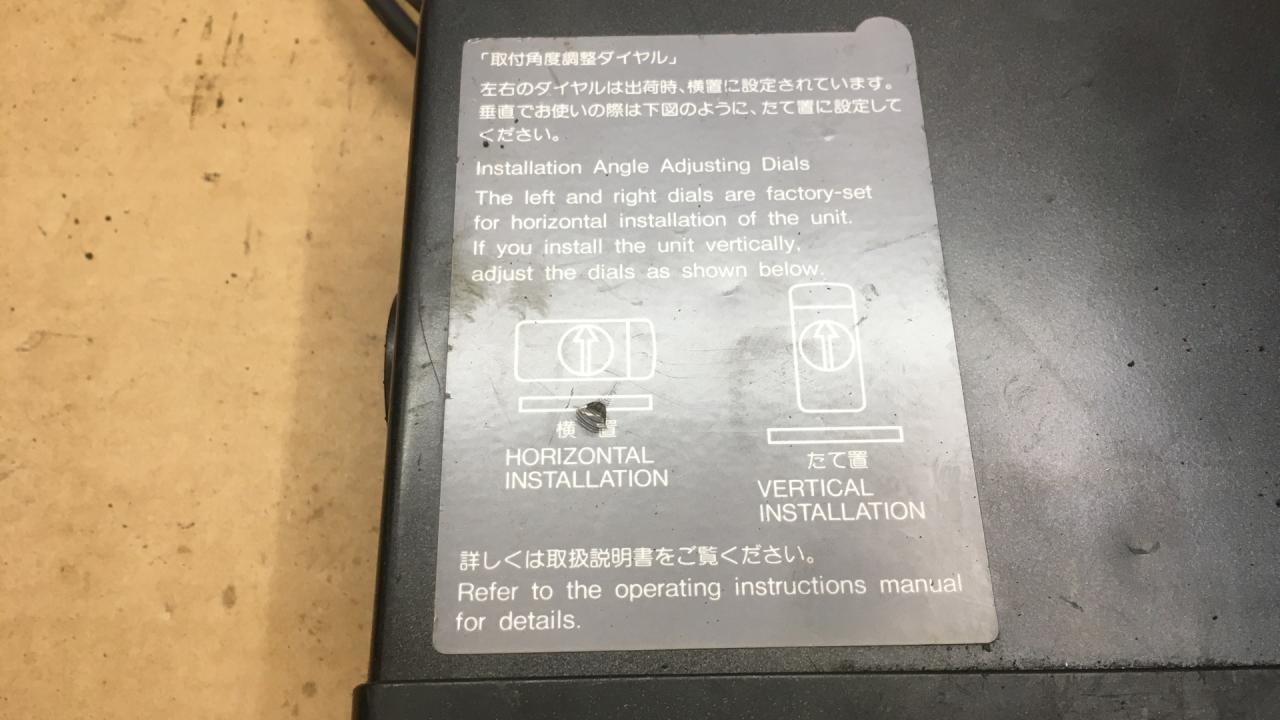 「取付角度調整ダイヤル」
左右のダイヤルは出荷時、横置に設定されています。
垂直でお使いの際は下図のように、たて置に設定して
ください。
Installation Angle Adjusting Dials
The left and right dials are factory-set
for horizontal installation of the unit.
If you install the unit vertically,
adjust the dials as shown below.
横置
HORIZONTAL
INSTALLATION
たて置
VERTICAL
INSTALLATION
詳しくは取扱説明書をご覧ください。
Refer to the operating instructions manual
for details.